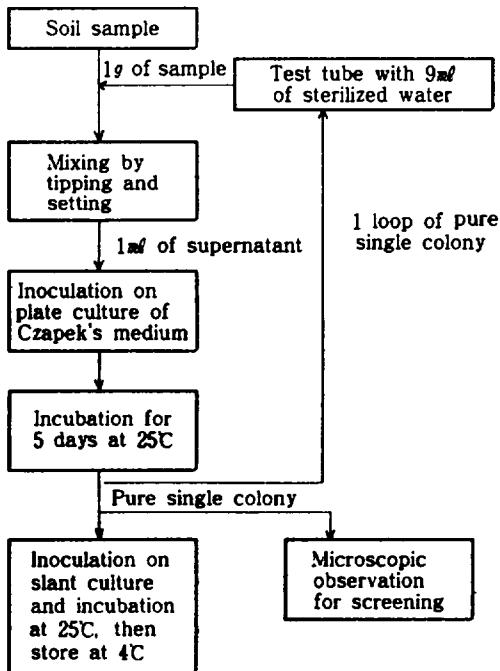 Soil sample
1g of sample
Test tube with 9ml
of sterilized water
Mixing by
tipping and
setting
1ml of supernatant
1 loop of pure
single colony
Inoculation on
plate culture of
Czapek's medium
Incubation for
5 days at 25℃
Pure single colony
Inoculation on
slant culture
and incubation
at 25℃, then
store at 4℃
Microscopic
observation
for screening